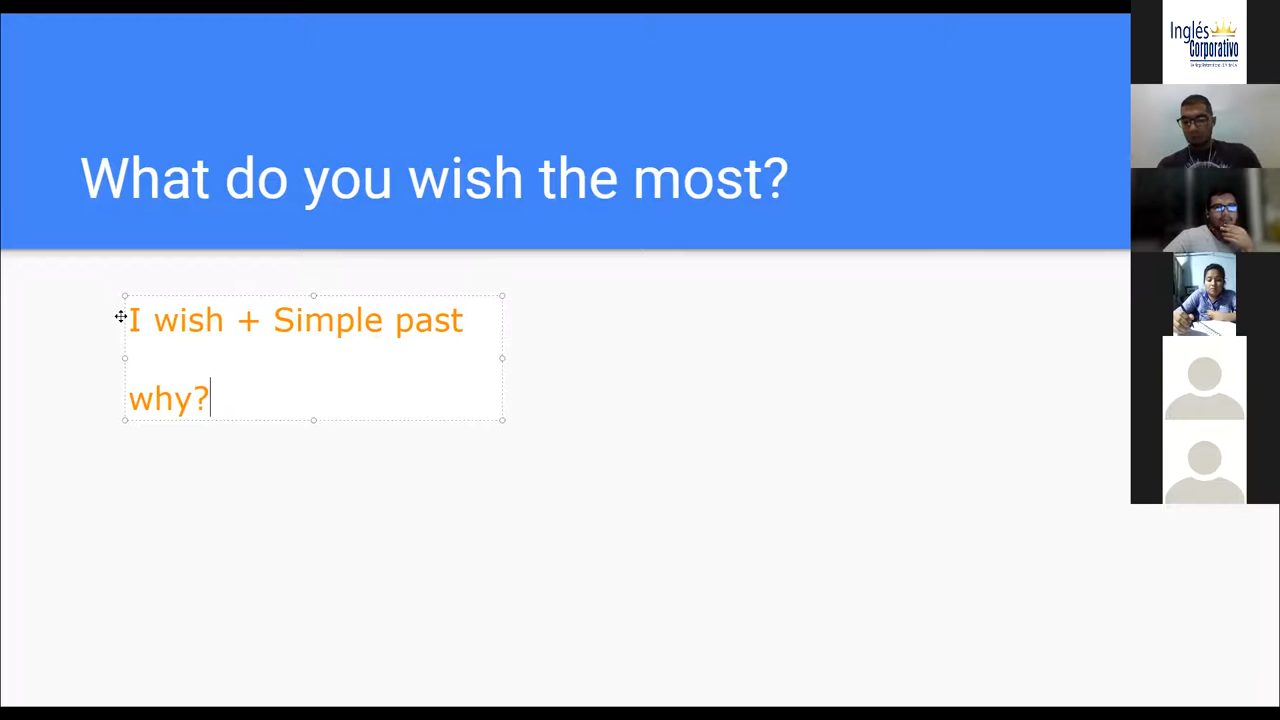 What do you wish the most?
I wish + Simple past
why?
Inglés
Corporativo